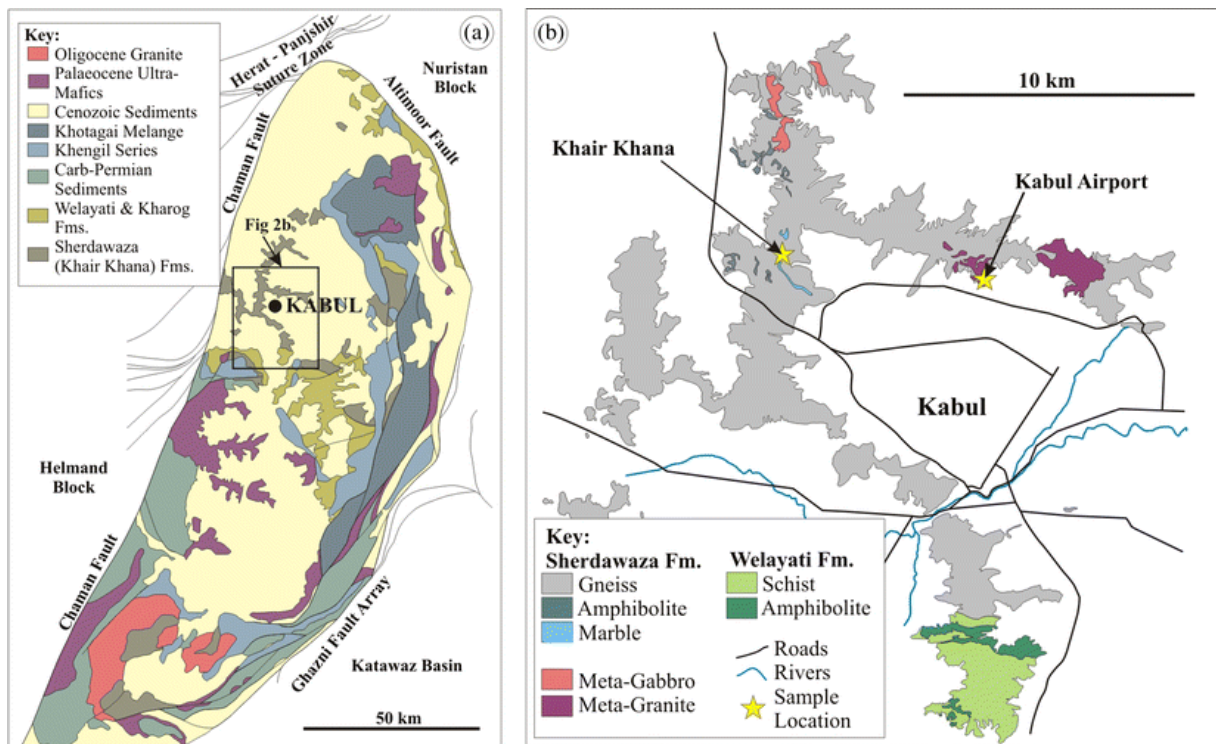 (a)
Key:
Oligocene Granite
Palaeocene Ultra-
Mafics
Cenozoic Sediments
Khotagai Melange
Khengil Series
Carb-Permian
Sediments
Welayati & Kharog
Fms.
Sherdawaza
(Khair Khana) Fms.
Herat - Panjshir
Suture Zone
Nuristan
Block
Altimoor Fault
Chaman Fault
Fig 2b.
KABUL
Helmand
Block
Chaman Fault
Ghazni Fault Array
Katawaz Basin
50 km
(b)
10 km
Khair Khana
Kabul Airport
Kabul
Key:
Sherdawaza Fm.
Gneiss
Amphibolite
Marble
Meta-Gabbro
Meta-Granite
Welayati Fm.
Schist
Amphibolite
Roads
Rivers
Sample
Location